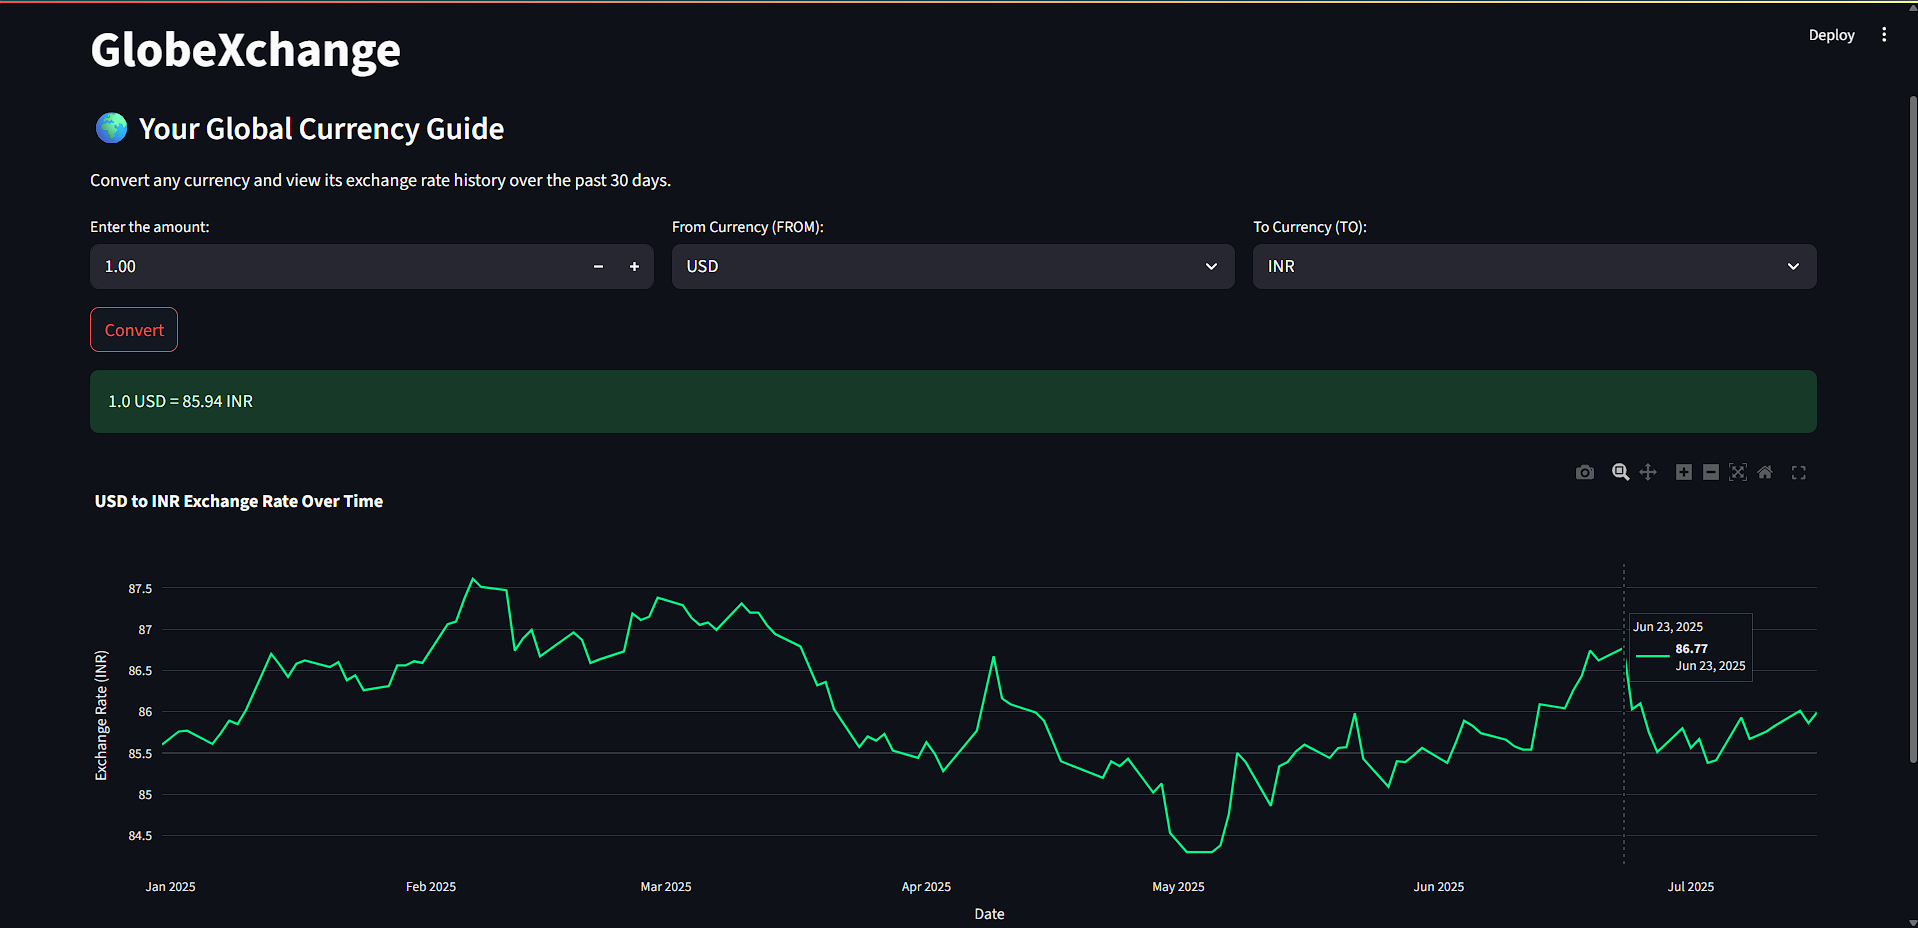 Deploy
GlobeXchange
🌍 Your Global Currency Guide
Convert any currency and view its exchange rate history over the past 30 days.
Enter the amount:
From Currency (FROM):
To Currency (TO):
1.00
USD
INR
Convert
1.0 USD = 85.94 INR
USD to INR Exchange Rate Over Time
87.5
87
86.5
86
85.5
85
84.5
Exchange Rate (INR)
Jun 23, 2025
86.77
Jun 23, 2025
Jan 2025
Feb 2025
Mar 2025
Apr 2025
May 2025
Jun 2025
Jul 2025
Date